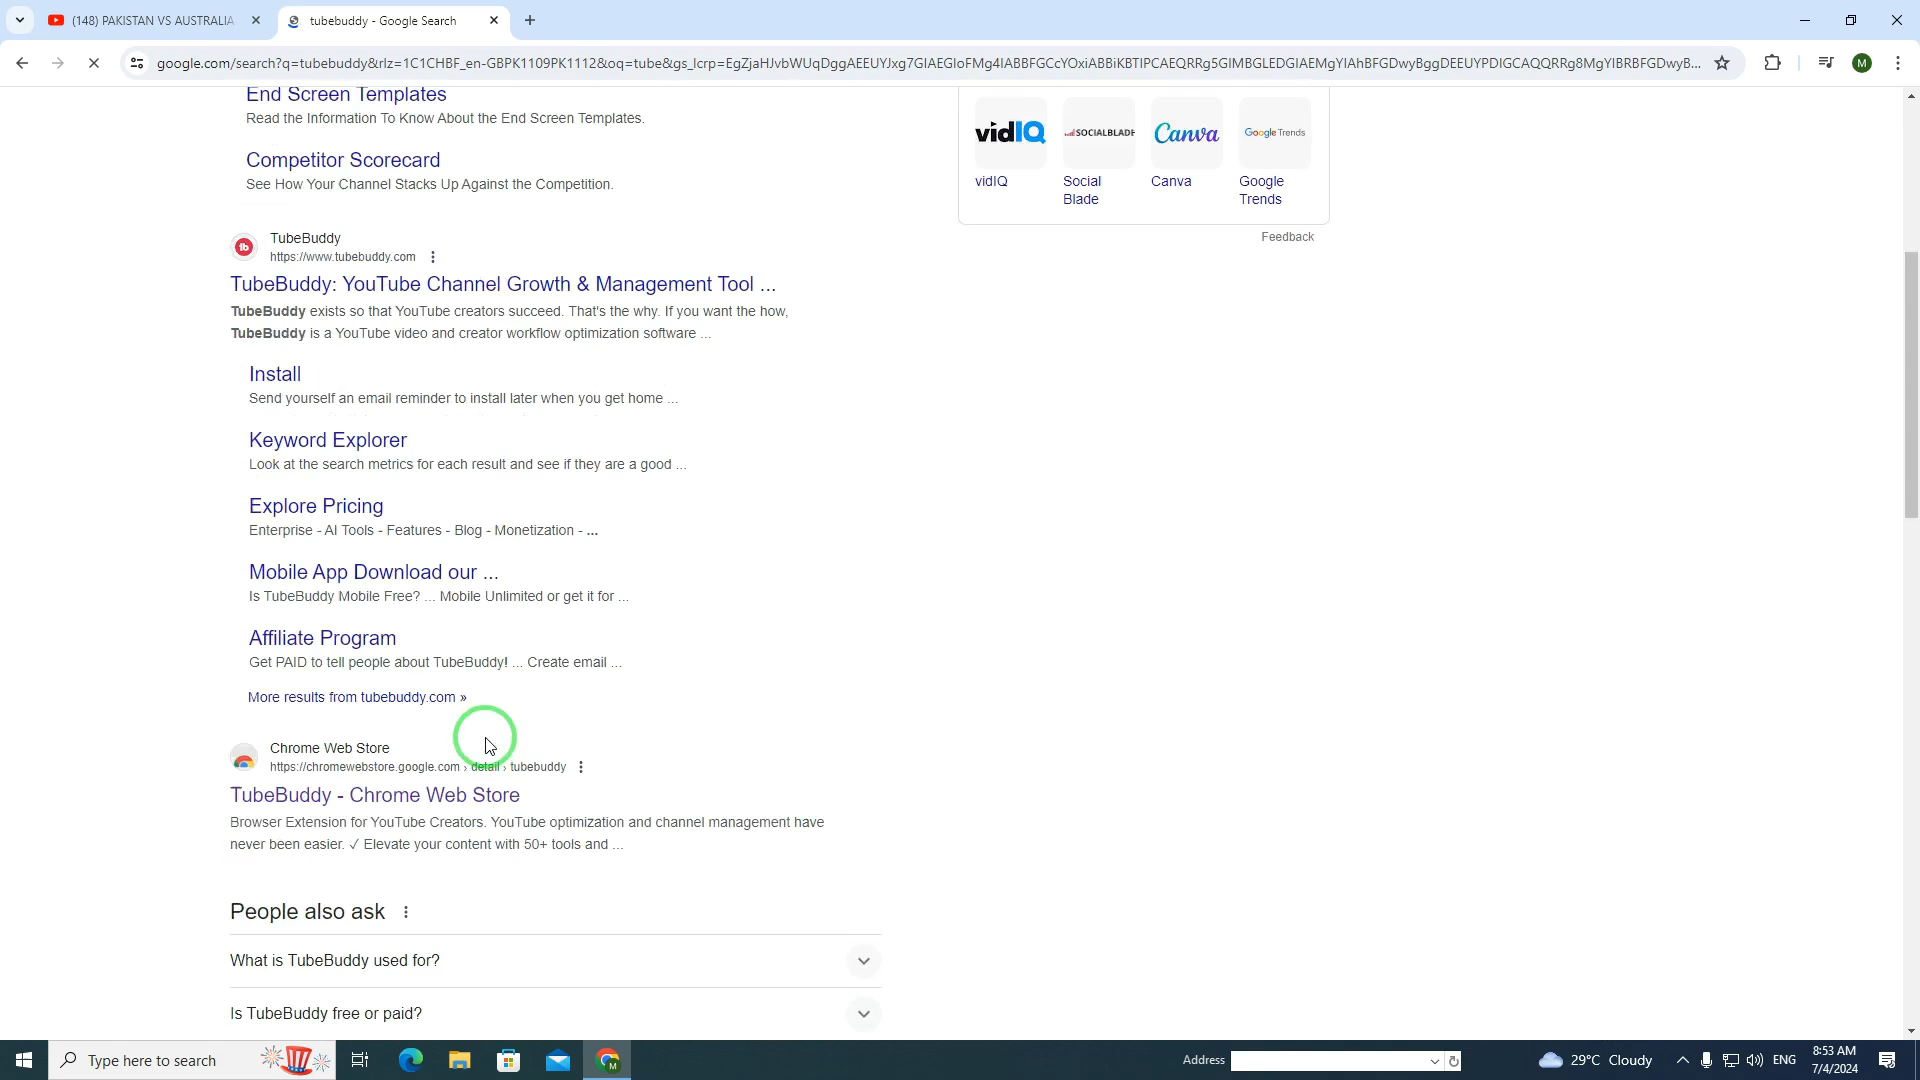 (148) PAKISTAN VS AUSTRALIA
tubebuddy - Google Search
google.com/search?q=tubebuddy&rlz=1C1CHBF_en-GBPK1109PK1112&oq=tube&gs_lcrp=
M
End Screen Templates
Read the Information To Know About the End Screen Templates.
Competitor Scorecard
See How Your Channel Stacks Up Against the Competition.
vidIQ
SOCIALBLADE
Canva
Google Trends
vidIQ
Social
Blade
Canva
Google
Trends
Feedback
tb
TubeBuddy
https://www.tubebuddy.com
TubeBuddy: YouTube Channel Growth & Management Tool ...
TubeBuddy exists so that YouTube creators succeed. That's the why. If you want the how,
TubeBuddy is a YouTube video and creator workflow optimization software ...
Install
Send yourself an email reminder to install later when you get home ...
Keyword Explorer
Look at the search metrics for each result and see if they are a good ...
Explore Pricing
Enterprise - AI Tools - Features - Blog - Monetization - ...
Mobile App Download our ...
Is TubeBuddy Mobile Free? ... Mobile Unlimited or get it for ...
Affiliate Program
Get PAID to tell people about TubeBuddy! ... Create email ...
More results from tubebuddy.com »
Chrome Web Store
https://chromewebstore.google.com › detail › tubebuddy
TubeBuddy - Chrome Web Store
Browser Extension for YouTube Creators. YouTube optimization and channel management have
never been easier. ✓ Elevate your content with 50+ tools and ...
People also ask
What is TubeBuddy used for?
Is TubeBuddy free or paid?
Type here to search
M
Address
29°C Cloudy
ENG
8:53 AM
7/4/2024